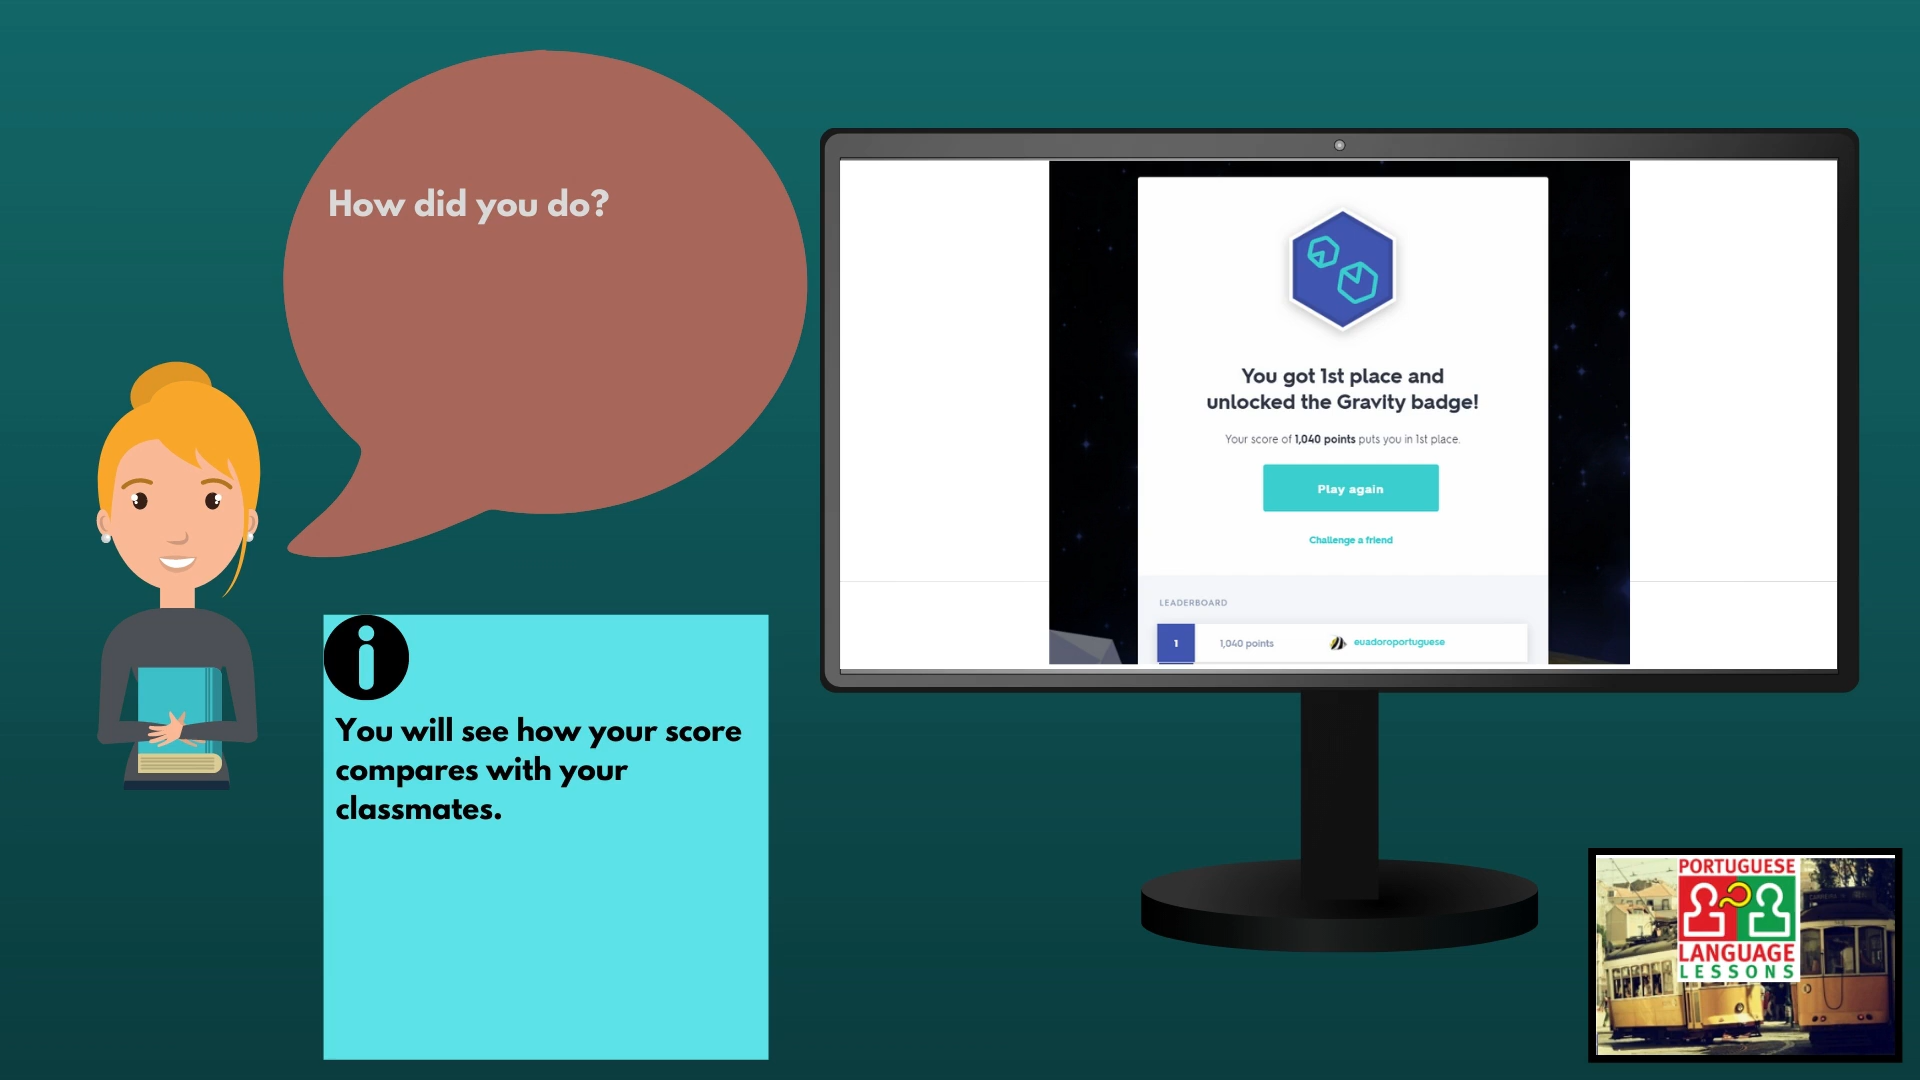 How did you do?
You got 1st place and
unlocked the Gravity badge!
Your score of 1,040 points puts you in 1st place.
Play again
Challenge a friend
LEADERBOARD
1 1,040 points euadoroportuguese
You will see how your score
compares with your
classmates.
PORTUGUESE
LANGUAGE
LESSONS